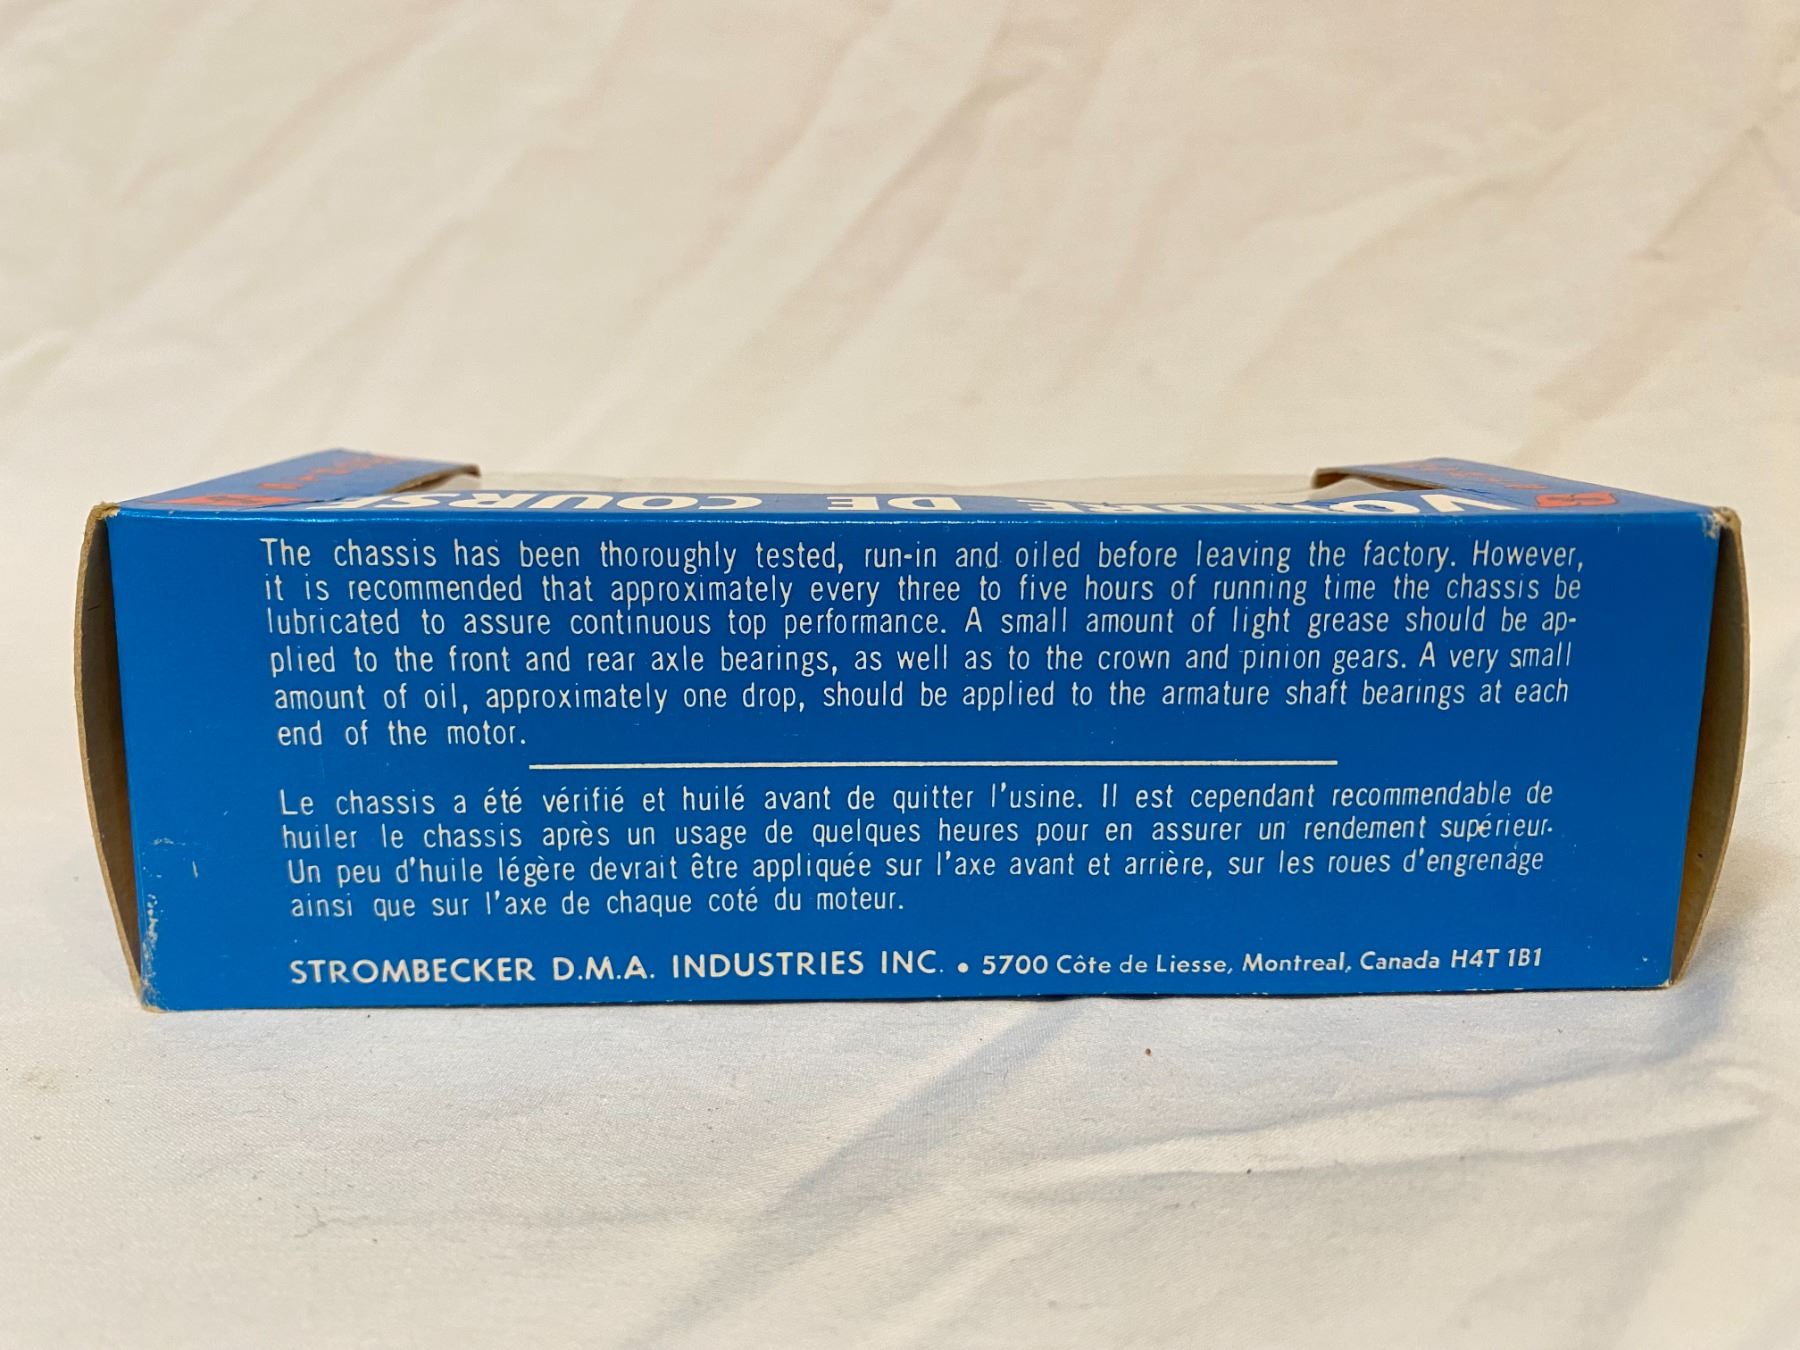 VOITURE DE COURSE
The chassis has been thoroughly tested, run-in and oiled before leaving the factory. However,
it is recommended that approximately every three to five hours of running time the chassis be
lubricated to assure continuous top performance. A small amount of light grease should be ap-
plied to the front and rear axle bearings, as well as to the crown and pinion gears. A very small
amount of oil, approximately one drop, should be applied to the armature shaft bearings at each
end of the motor.
Le chassis a été vérifié et huilé avant de quitter l'usine. Il est cependant recommendable de
huiler le chassis après un usage de quelques heures pour en assurer un rendement supérieur.
Un peu d'huile légère devrait être appliquée sur l'axe avant et arrière, sur les roues d'engrenage
ainsi que sur l'axe de chaque coté du moteur.
STROMBECKER D.M.A. INDUSTRIES INC. • 5700 Côte de Liesse, Montreal, Canada H4T 1B1